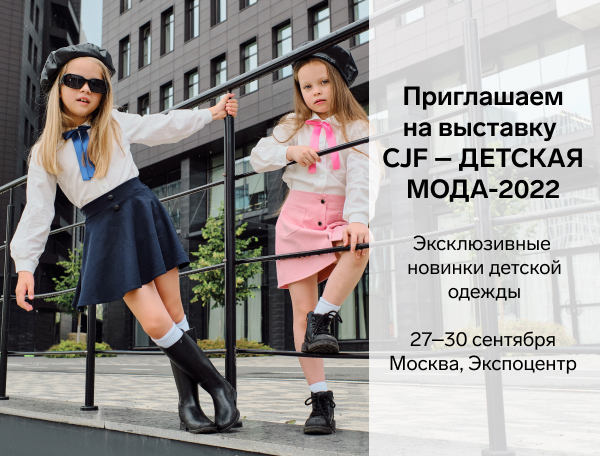 Приглашаем
на выставку
CJF – ДЕТСКАЯ
МОДА-2022
Эксклюзивные
новинки детской
одежды
27–30 сентября
Москва, Экспоцентр